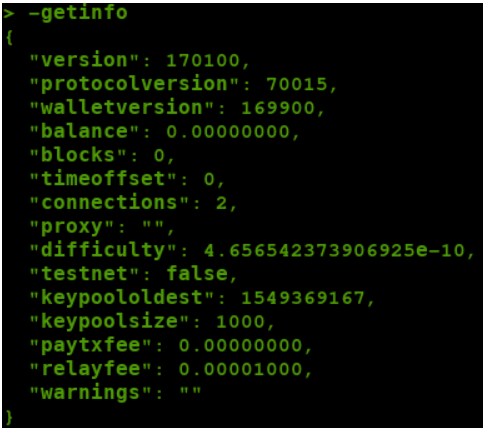 > -getinfo
{
  "version": 170100,
  "protocolversion": 70015,
  "walletversion": 169900,
  "balance": 0.00000000,
  "blocks": 0,
  "timeoffset": 0,
  "connections": 2,
  "proxy": "",
  "difficulty": 4.656542373906925e-10,
  "testnet": false,
  "keypoololdest": 1549369167,
  "keypoolsize": 1000,
  "paytxfee": 0.00000000,
  "relayfee": 0.00001000,
  "warnings": ""
}